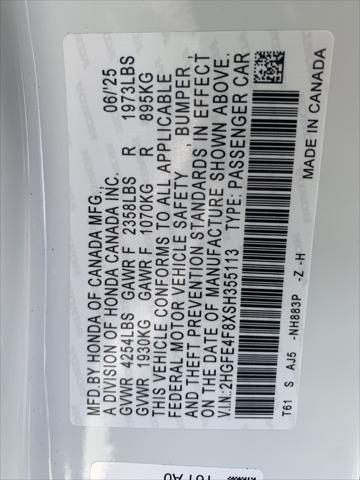 MFD.BY HONDA OF CANADA MFG., 06/'25
A DIVISION OF HONDA CANADA INC.
GVWR 4254LBS GAWR F 2358LBS R 1973LBS
GVWR 1930KG GAWR F 1070KG R 895KG
THIS VEHICLE CONFORMS TO ALL APPLICABLE
FEDERAL MOTOR VEHICLE SAFETY , BUMPER ,
AND THEFT PREVENTION STANDARDS IN EFFECT
ON THE DATE OF MANUFACTURE SHOWN ABOVE.
V.I.N.:2HGFE4F8XSH355113 TYPE: PASSENGER CAR
T61 S AJ5 -NH883P -Z -H
MADE IN CANADA